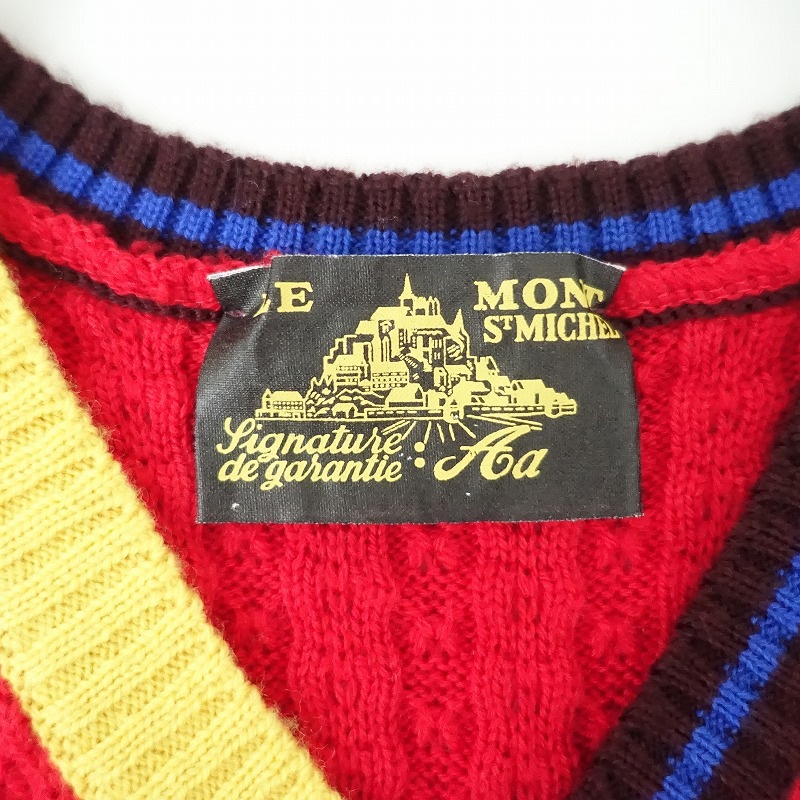 LE MONT
ST MICHEL
Signature
de garantie · Aa